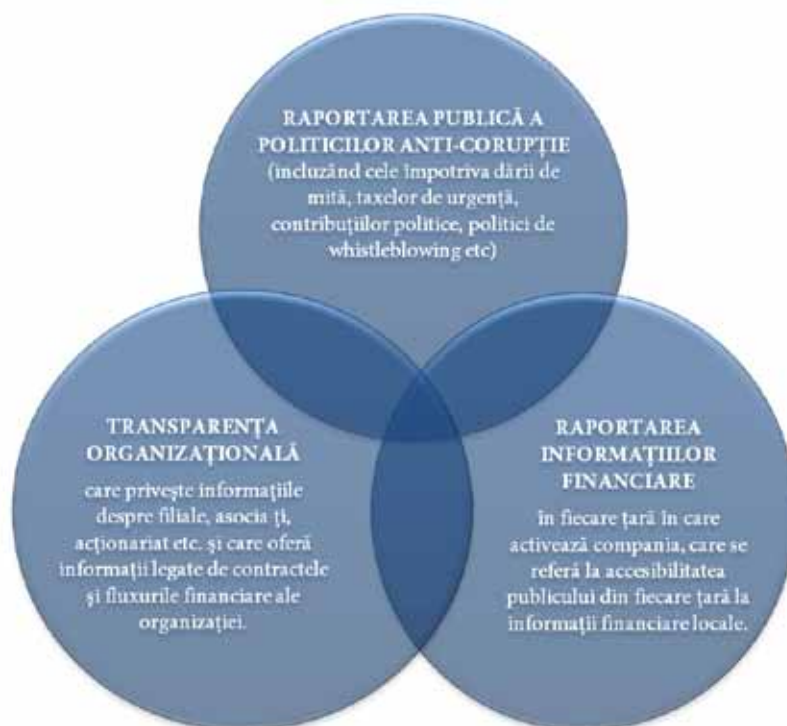 RAPORTAREA PUBLICĂ A
POLITICILOR ANTI-CORUPȚIE
(incluzând cele împotriva dării de
mită, taxelor de urgență,
contribuțiilor politice, politici de
whistleblowing etc)
TRANSPARENȚA
ORGANIZAȚIONALĂ
care privește informațiile
despre filiale, asocia ți,
acționariat etc. și care oferă
informații legate de contractele
și fluxurile financiare ale
organizației.
RAPORTAREA
INFORMAȚIILOR
FINANCIARE
în fiecare țară în care
activează compania, care se
referă la accesibilitatea
publicului din fiecare țară la
informații financiare locale.